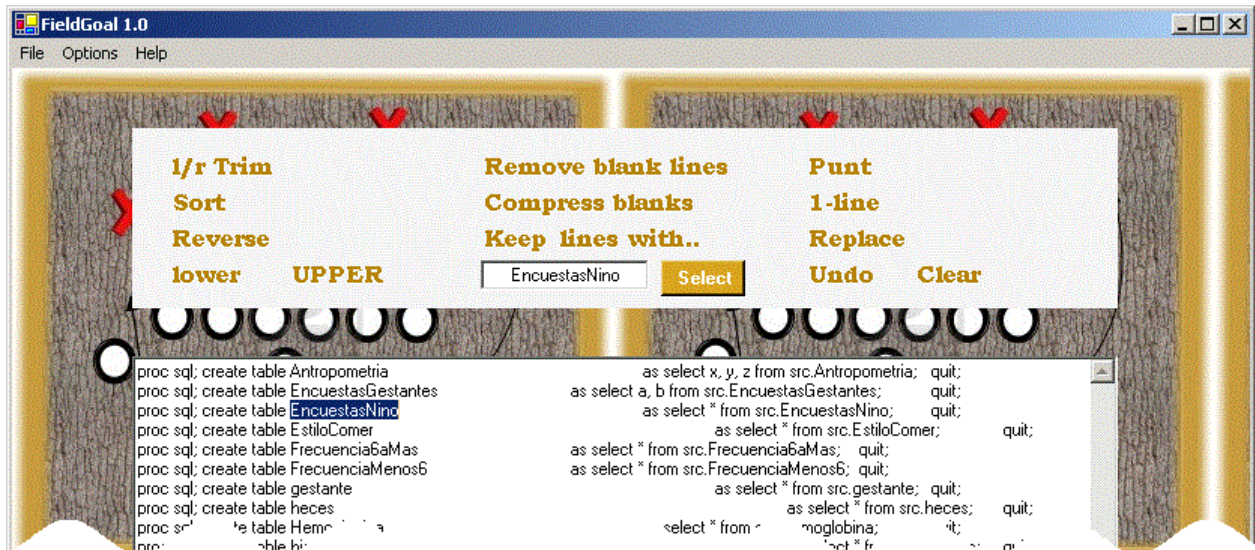 FieldGoal 1.0
File Options Help
l/r Trim Remove blank lines Punt
Sort Compress blanks 1-line
Reverse Keep lines with.. Replace
lower UPPER EncuestasNino Select Undo Clear
proc sql; create table Antropometria as select x, y, z from src.Antropometria; quit;
proc sql; create table EncuestasGestantes as select a, b from src.EncuestasGestantes; quit;
proc sql; create table EncuestasNino as select * from src.EncuestasNino; quit;
proc sql; create table EstiloComer as select * from src.EstiloComer; quit;
proc sql; create table Frecuencia6aMas as select * from src.Frecuencia6aMas; quit;
proc sql; create table FrecuenciaMenos6 as select * from src.FrecuenciaMenos6; quit;
proc sql; create table gestante as select * from src.gestante; quit;
proc sql; create table heces as select * from src.heces; quit;
proc table select * from